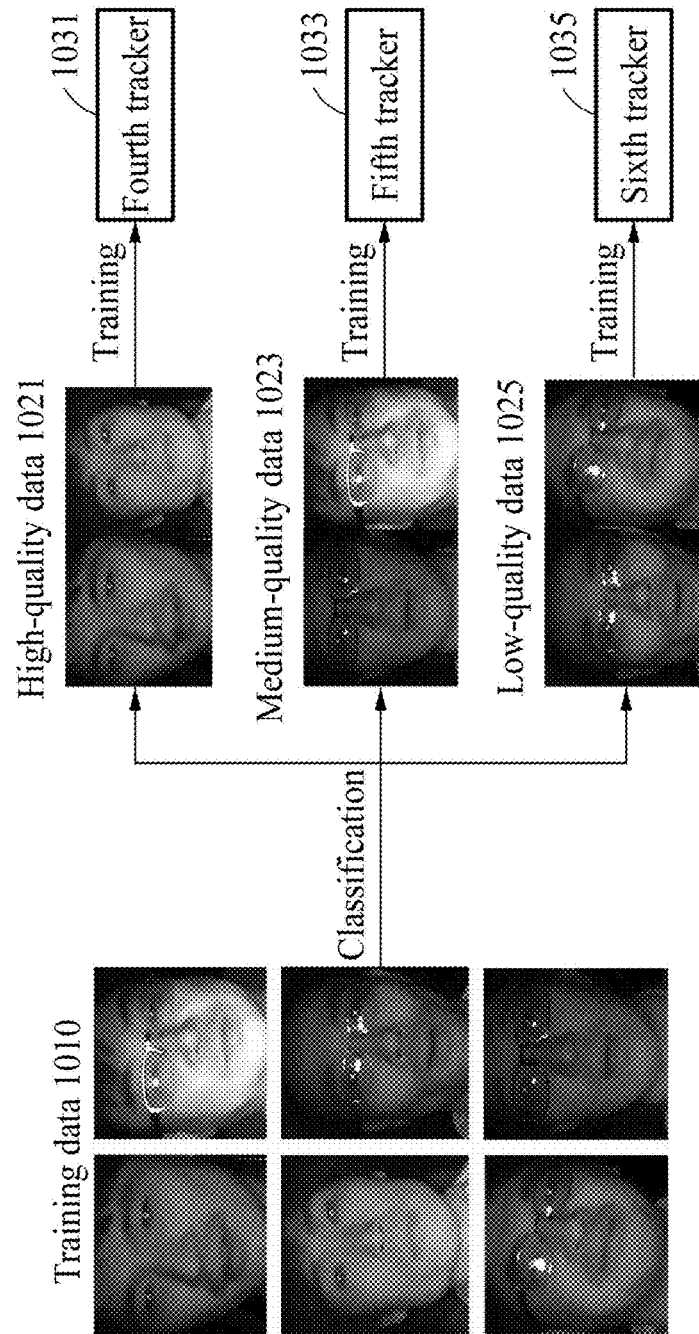 Training data 1010
Classification
High-quality data 1021
Training
Fourth tracker
1031
Medium-quality data 1023
Training
Fifth tracker
1033
Low-quality data 1025
Training
Sixth tracker
1035